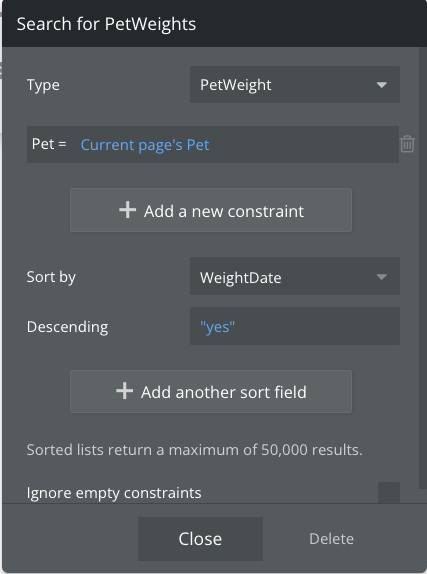 Search for PetWeights
Type PetWeight
Pet = Current page's Pet
Add a new constraint
Sort by WeightDate
Descending "yes"
Add another sort field
Sorted lists return a maximum of 50,000 results.
Ignore empty constraints
Close Delete